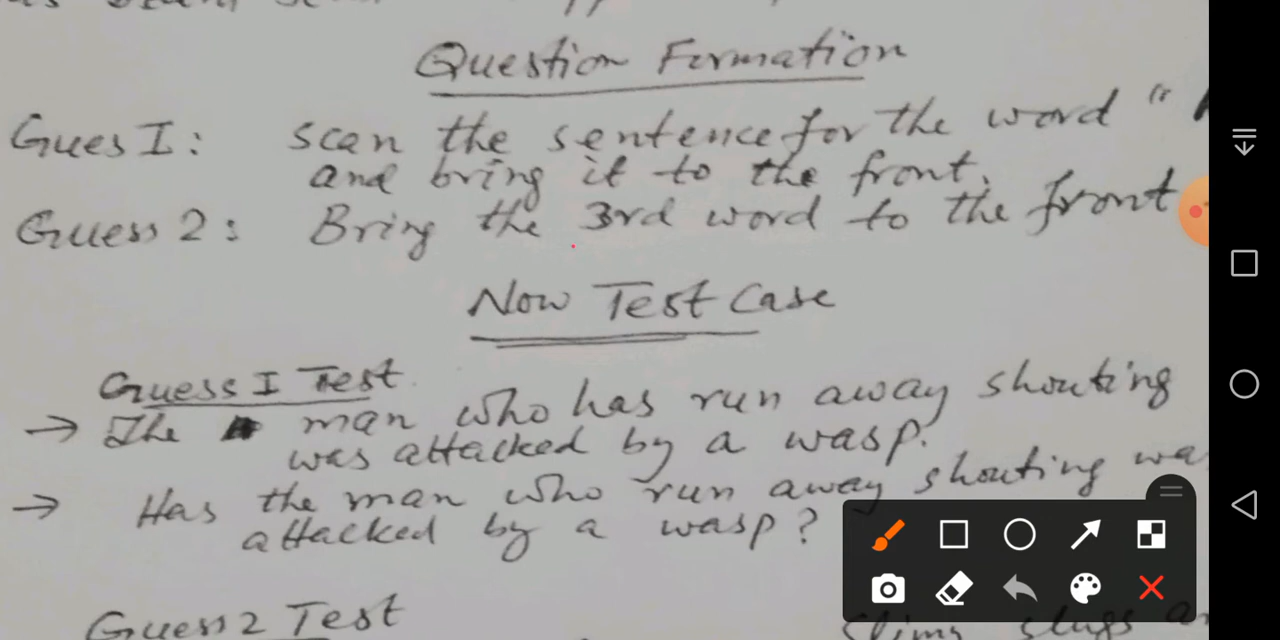 Question Formation
Gues I: Scan the sentence for the word "
and bring it to the front.
Guess 2: Bring the 3rd word to the front
Now Test Case
Guess I Test
→ The man who has run away shouting
was attacked by a wasp.
→ Has the man who run away shouting wa
attacked by a wasp?
Guess 2 Test
slimy slugs a